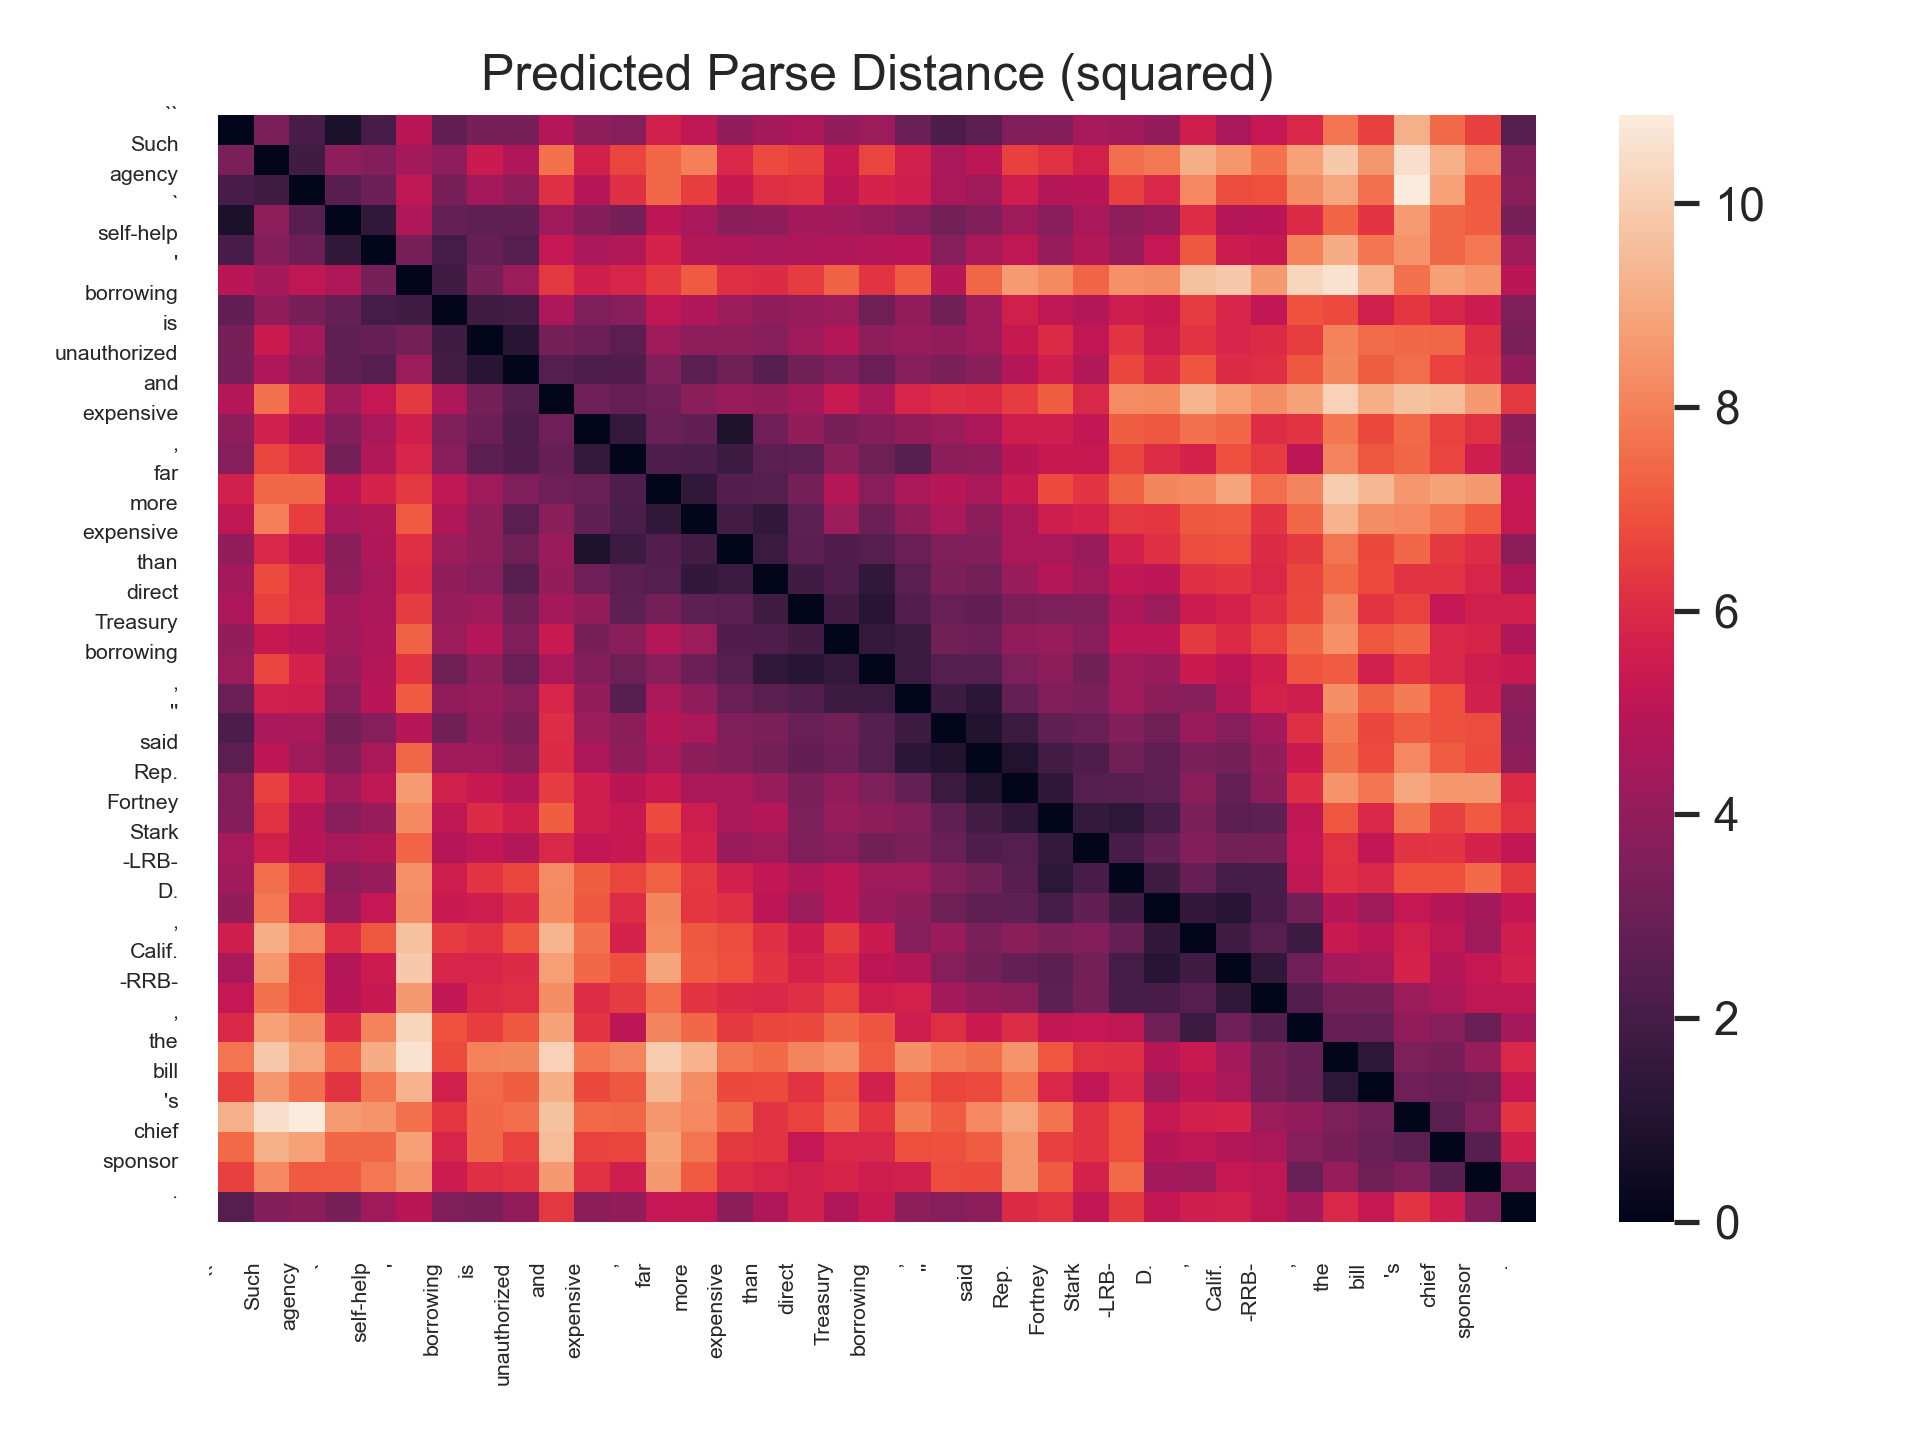 Predicted Parse Distance (squared)
``
Such
agency
`
self-help
'
borrowing
is
unauthorized
and
expensive
,
far
more
expensive
than
direct
Treasury
borrowing
,
''
said
Rep.
Fortney
Stark
-LRB-
D.
,
Calif.
-RRB-
,
the
bill
's
chief
sponsor
.
10
8
6
4
2
0
``
Such
agency
`
self-help
'
borrowing
is
unauthorized
and
expensive
,
far
more
expensive
than
direct
Treasury
borrowing
,
''
said
Rep.
Fortney
Stark
-LRB-
D.
,
Calif.
-RRB-
,
the
bill
's
chief
sponsor
.